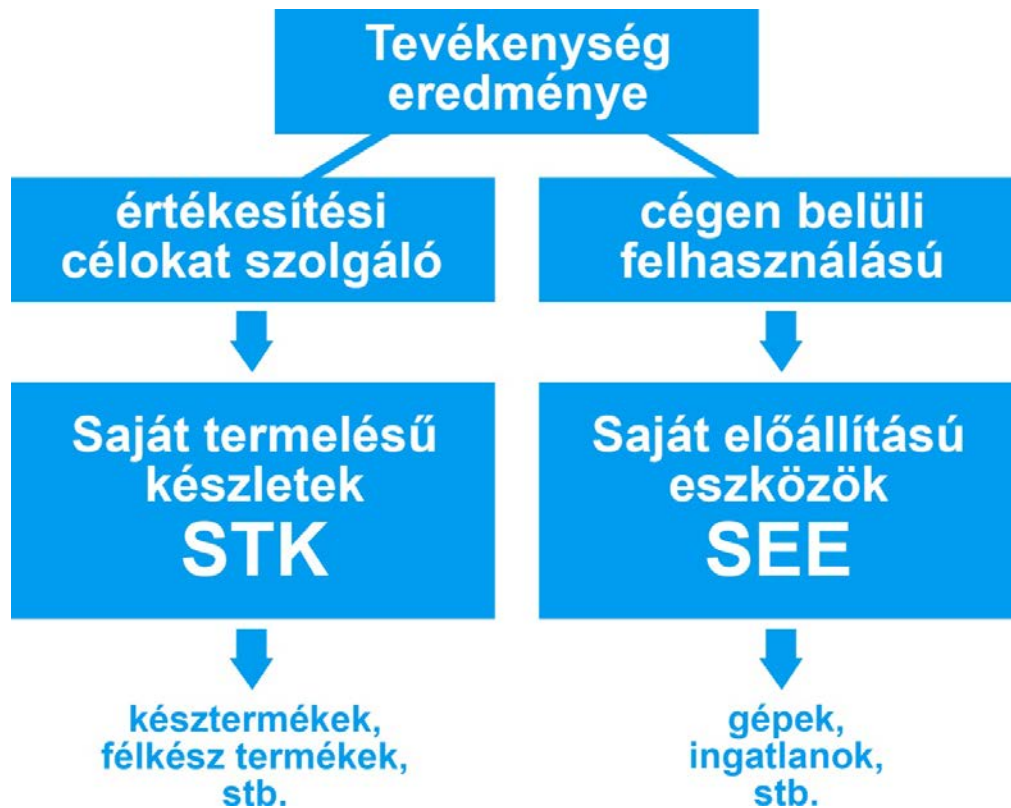 Tevékenység
eredménye
értékesítési
célokat szolgáló
cégen belüli
felhasználású
Saját termelésű
készletek
STK
Saját előállítású
eszközök
SEE
késztermékek,
félkész termékek,
stb.
gépek,
ingatlanok,
stb.